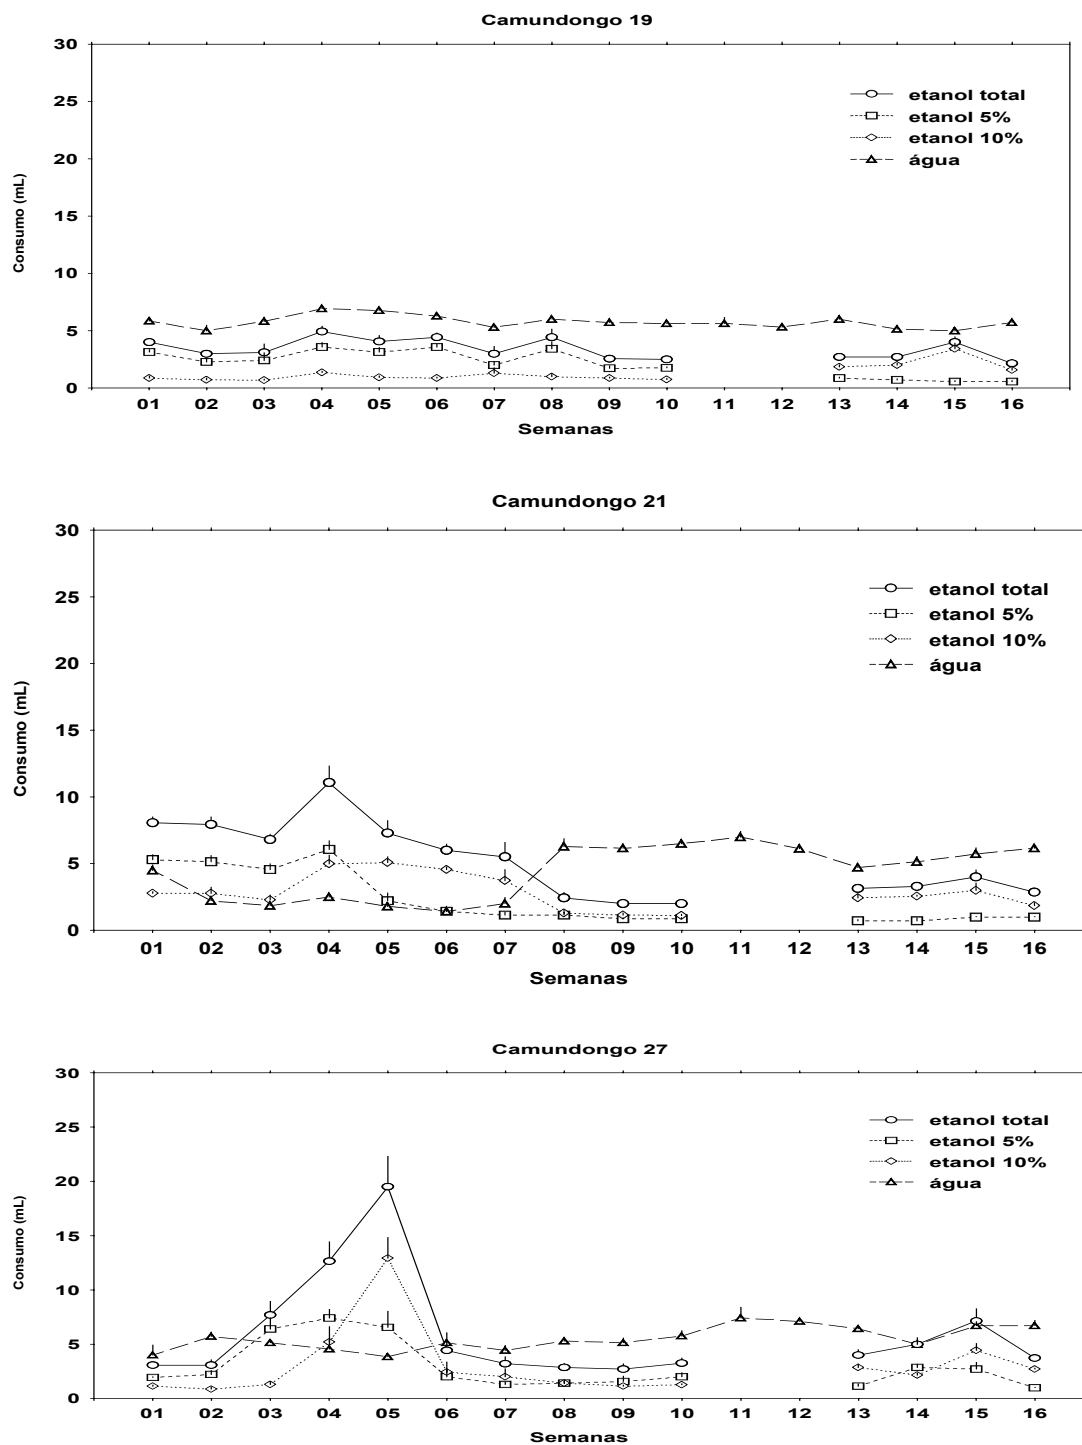 Camundongo 19
30
25
20
15
10
5
0
Consumo (mL)
etanol total
etanol 5%
etanol 10%
água
01 02 03 04 05 06 07 08 09 10 11 12 13 14 15 16
Semanas
Camundongo 21
30
25
20
15
10
5
0
Consumo (mL)
etanol total
etanol 5%
etanol 10%
água
01 02 03 04 05 06 07 08 09 10 11 12 13 14 15 16
Semanas
Camundongo 27
30
25
20
15
10
5
0
Consumo (mL)
etanol total
etanol 5%
etanol 10%
água
01 02 03 04 05 06 07 08 09 10 11 12 13 14 15 16
Semanas